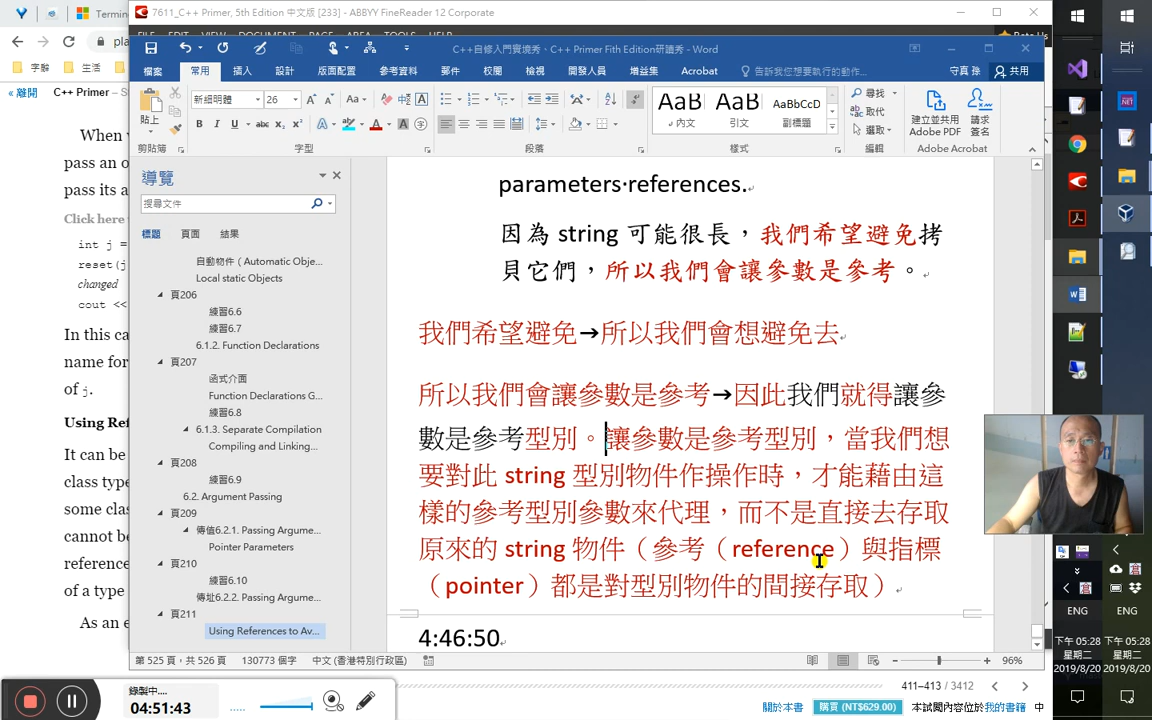 7611_C++ Primer, 5th Edition 中文版 [233] - ABBYY FineReader 12 Corporate
Termin
C++自修入門實境秀、C++ Primer Fifth Edition研讀秀 - Word
檔案 常用 插入 設計 版面配置 參考資料 郵件 校閱 檢視 開發人員 增益集 Acrobat 告訴我您想要執行的動作... 守真 孫 共用
字辭 生活
貼上 新細明體 26 Aa
B I U abc
AaBbC AaBbC AaBbCcD
內文 引文 副標題
尋找 取代 選取
建立並共用 Adobe PDF
請求簽名
剪貼簿 字型 段落 樣式 編輯 Adobe Acrobat
« 離開 C++ Primer
When
pass an o
pass its a
Click here
int j =
reset(j
changed
cout <<
In this ca
name for
of j.
Using Ref
It can be
class type
some clas
cannot be
reference
of a type
As an e
導覽
搜尋文件
標題 頁面 結果
自動物件（Automatic Obje...
Local static Objects
頁206
練習6.6
練習6.7
6.1.2. Function Declarations
頁207
函式介面
Function Declarations G...
練習6.8
6.1.3. Separate Compilation
Compiling and Linking...
頁208
練習6.9
6.2. Argument Passing
頁209
傳值6.2.1. Passing Argume...
Pointer Parameters
頁210
練習6.10
傳址6.2.2. Passing Argume...
頁211
Using References to Av...
parameters·references.
因為 string 可能很長，我們希望避免拷
貝它們，所以我們會讓參數是參考。
我們希望避免→所以我們會想避免去
所以我們會讓參數是參考→因此我們就得讓參
數是參考型別。讓參數是參考型別，當我們想
要對此 string 型別物件作操作時，才能藉由這
樣的參考型別參數來代理，而不是直接去存取
原來的 string 物件（參考（reference）與指標
（pointer）都是對型別物件的間接存取）
4:46:50
第 525 頁，共 526 頁 130773 個字 中文 (香港特別行政區) 96%
錄製中....
04:51:43
411–413 / 3412
關於本書 購買 (NT$629.00) 本試閱內容位於我的書籍 中
ENG ENG
下午 05:28 下午 05:28
星期二 星期二
2019/8/20 2019/8/20